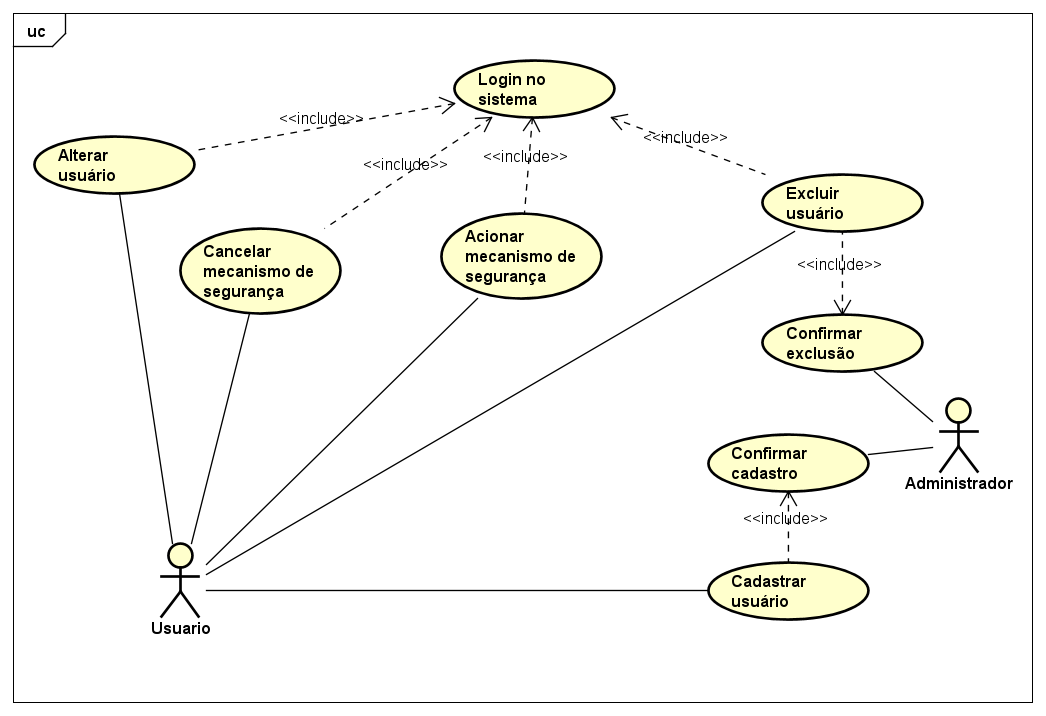 uc
Login no
sistema
<<include>>
<<include>>
<<include>>
<<include>>
Alterar
usuário
Excluir
usuário
Cancelar
mecanismo de
segurança
Acionar
mecanismo de
segurança
<<include>>
Confirmar
exclusão
Confirmar
cadastro
Administrador
<<include>>
Cadastrar
usuário
Usuario